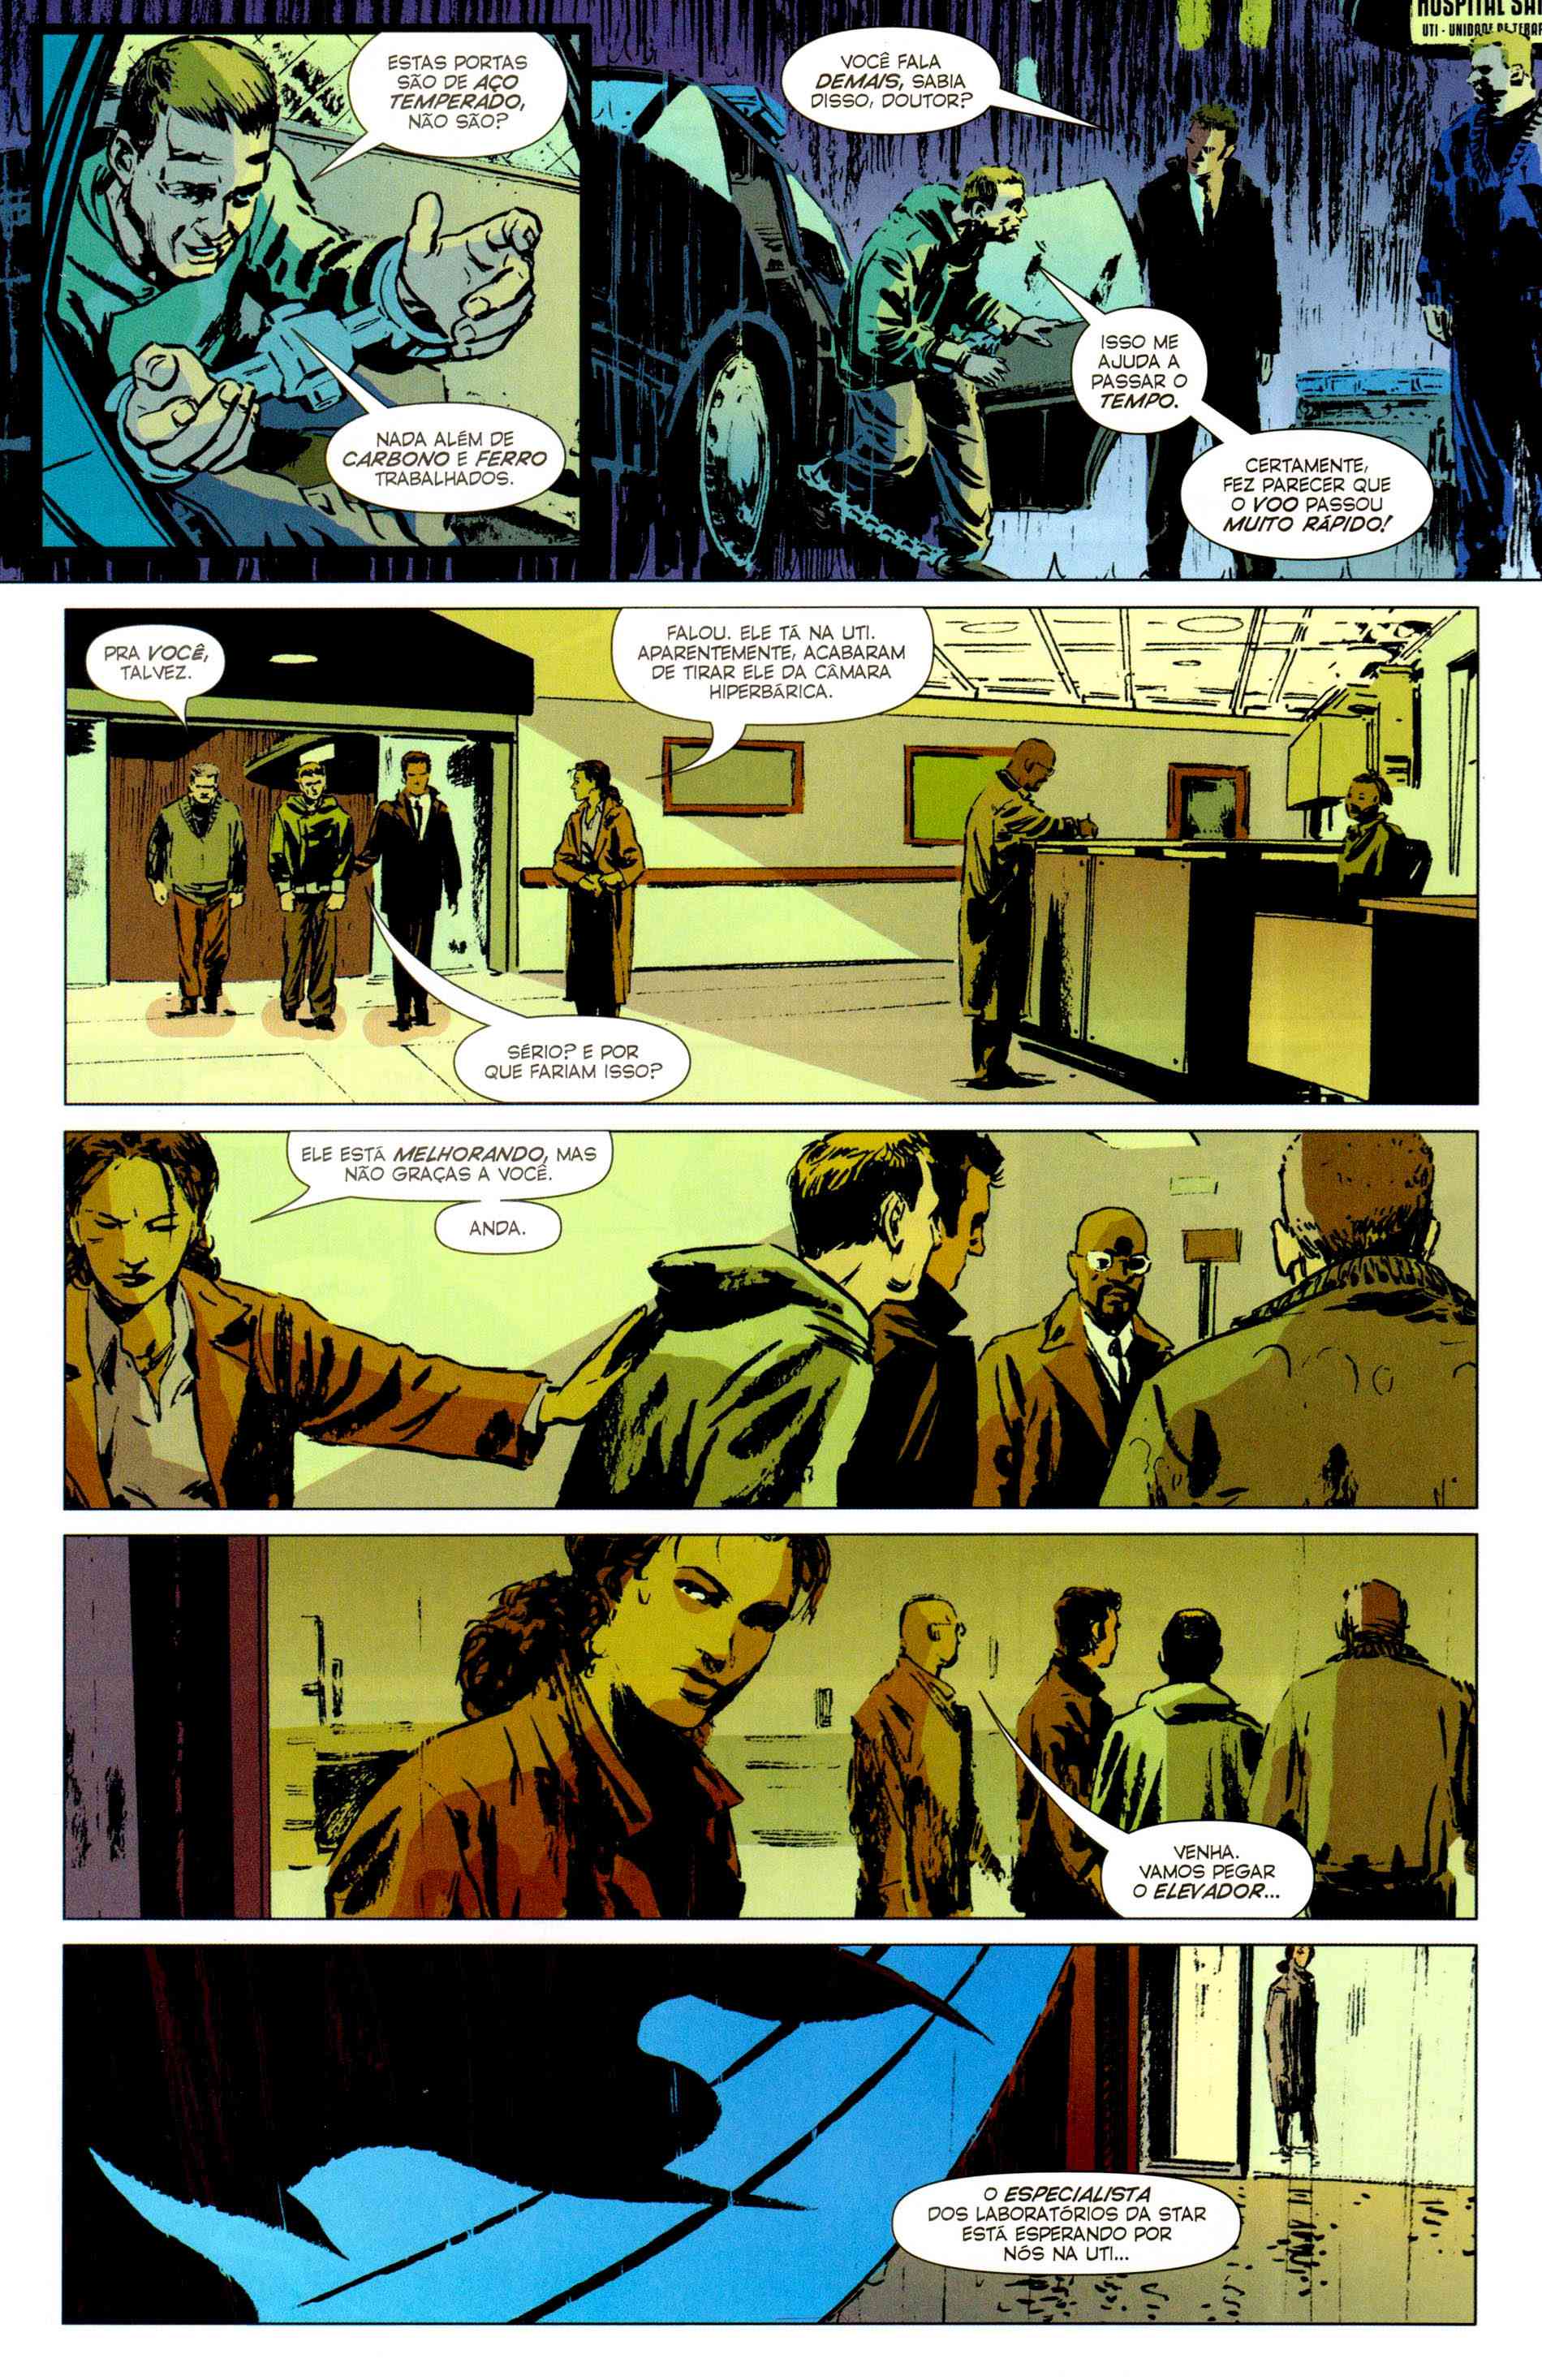 ESTAS PORTAS
SÃO DE AÇO
TEMPERADO,
NÃO SÃO?
NADA ALÉM DE
CARBONO E FERRO
TRABALHADOS.
HOSPITAL
UTI - UNIDADE DE
VOCÊ FALA
DEMAIS, SABIA
DISSO, DOUTOR?
ISSO ME
AJUDA A
PASSAR O
TEMPO.
CERTAMENTE,
FEZ PARECER QUE
O VOO PASSOU
MUITO RÁPIDO!
PRA VOCÊ,
TALVEZ.
FALOU. ELE TÁ NA UTI.
APARENTEMENTE, ACABARAM
DE TIRAR ELE DA CÂMARA
HIPERBÁRICA.
SÉRIO? E POR
QUE FARIAM ISSO?
ELE ESTÁ MELHORANDO, MAS
NÃO GRAÇAS A VOCÊ.
ANDA.
VENHA.
VAMOS PEGAR
O ELEVADOR...
O ESPECIALISTA
DOS LABORATÓRIOS DA STAR
ESTÁ ESPERANDO POR
NÓS NA UTI...